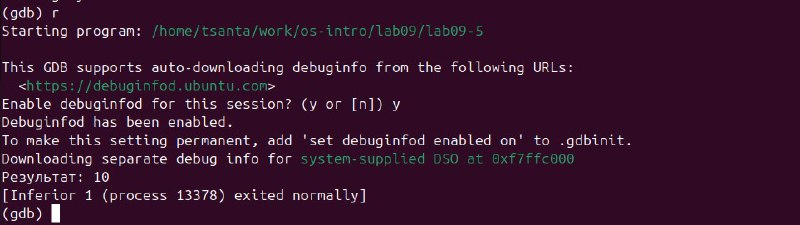 (gdb) r
Starting program: /home/tsanta/work/os-intro/lab09/lab09-5

This GDB supports auto-downloading debuginfo from the following URLs:
  <https://debuginfod.ubuntu.com>
Enable debuginfod for this session? (y or [n]) y
Debuginfod has been enabled.
To make this setting permanent, add 'set debuginfod enabled on' to .gdbinit.
Downloading separate debug info for system-supplied DSO at 0xf7ffc000
Результат: 10
[Inferior 1 (process 13378) exited normally]
(gdb)